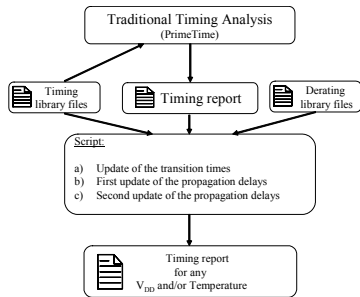 Traditional Timing Analysis
(PrimeTime)
Timing
library files
Timing report
Derating
library files
Script:
a) Update of the transition times
b) First update of the propagation delays
c) Second update of the propagation delays
Timing report
for any
VDD and/or Temperature